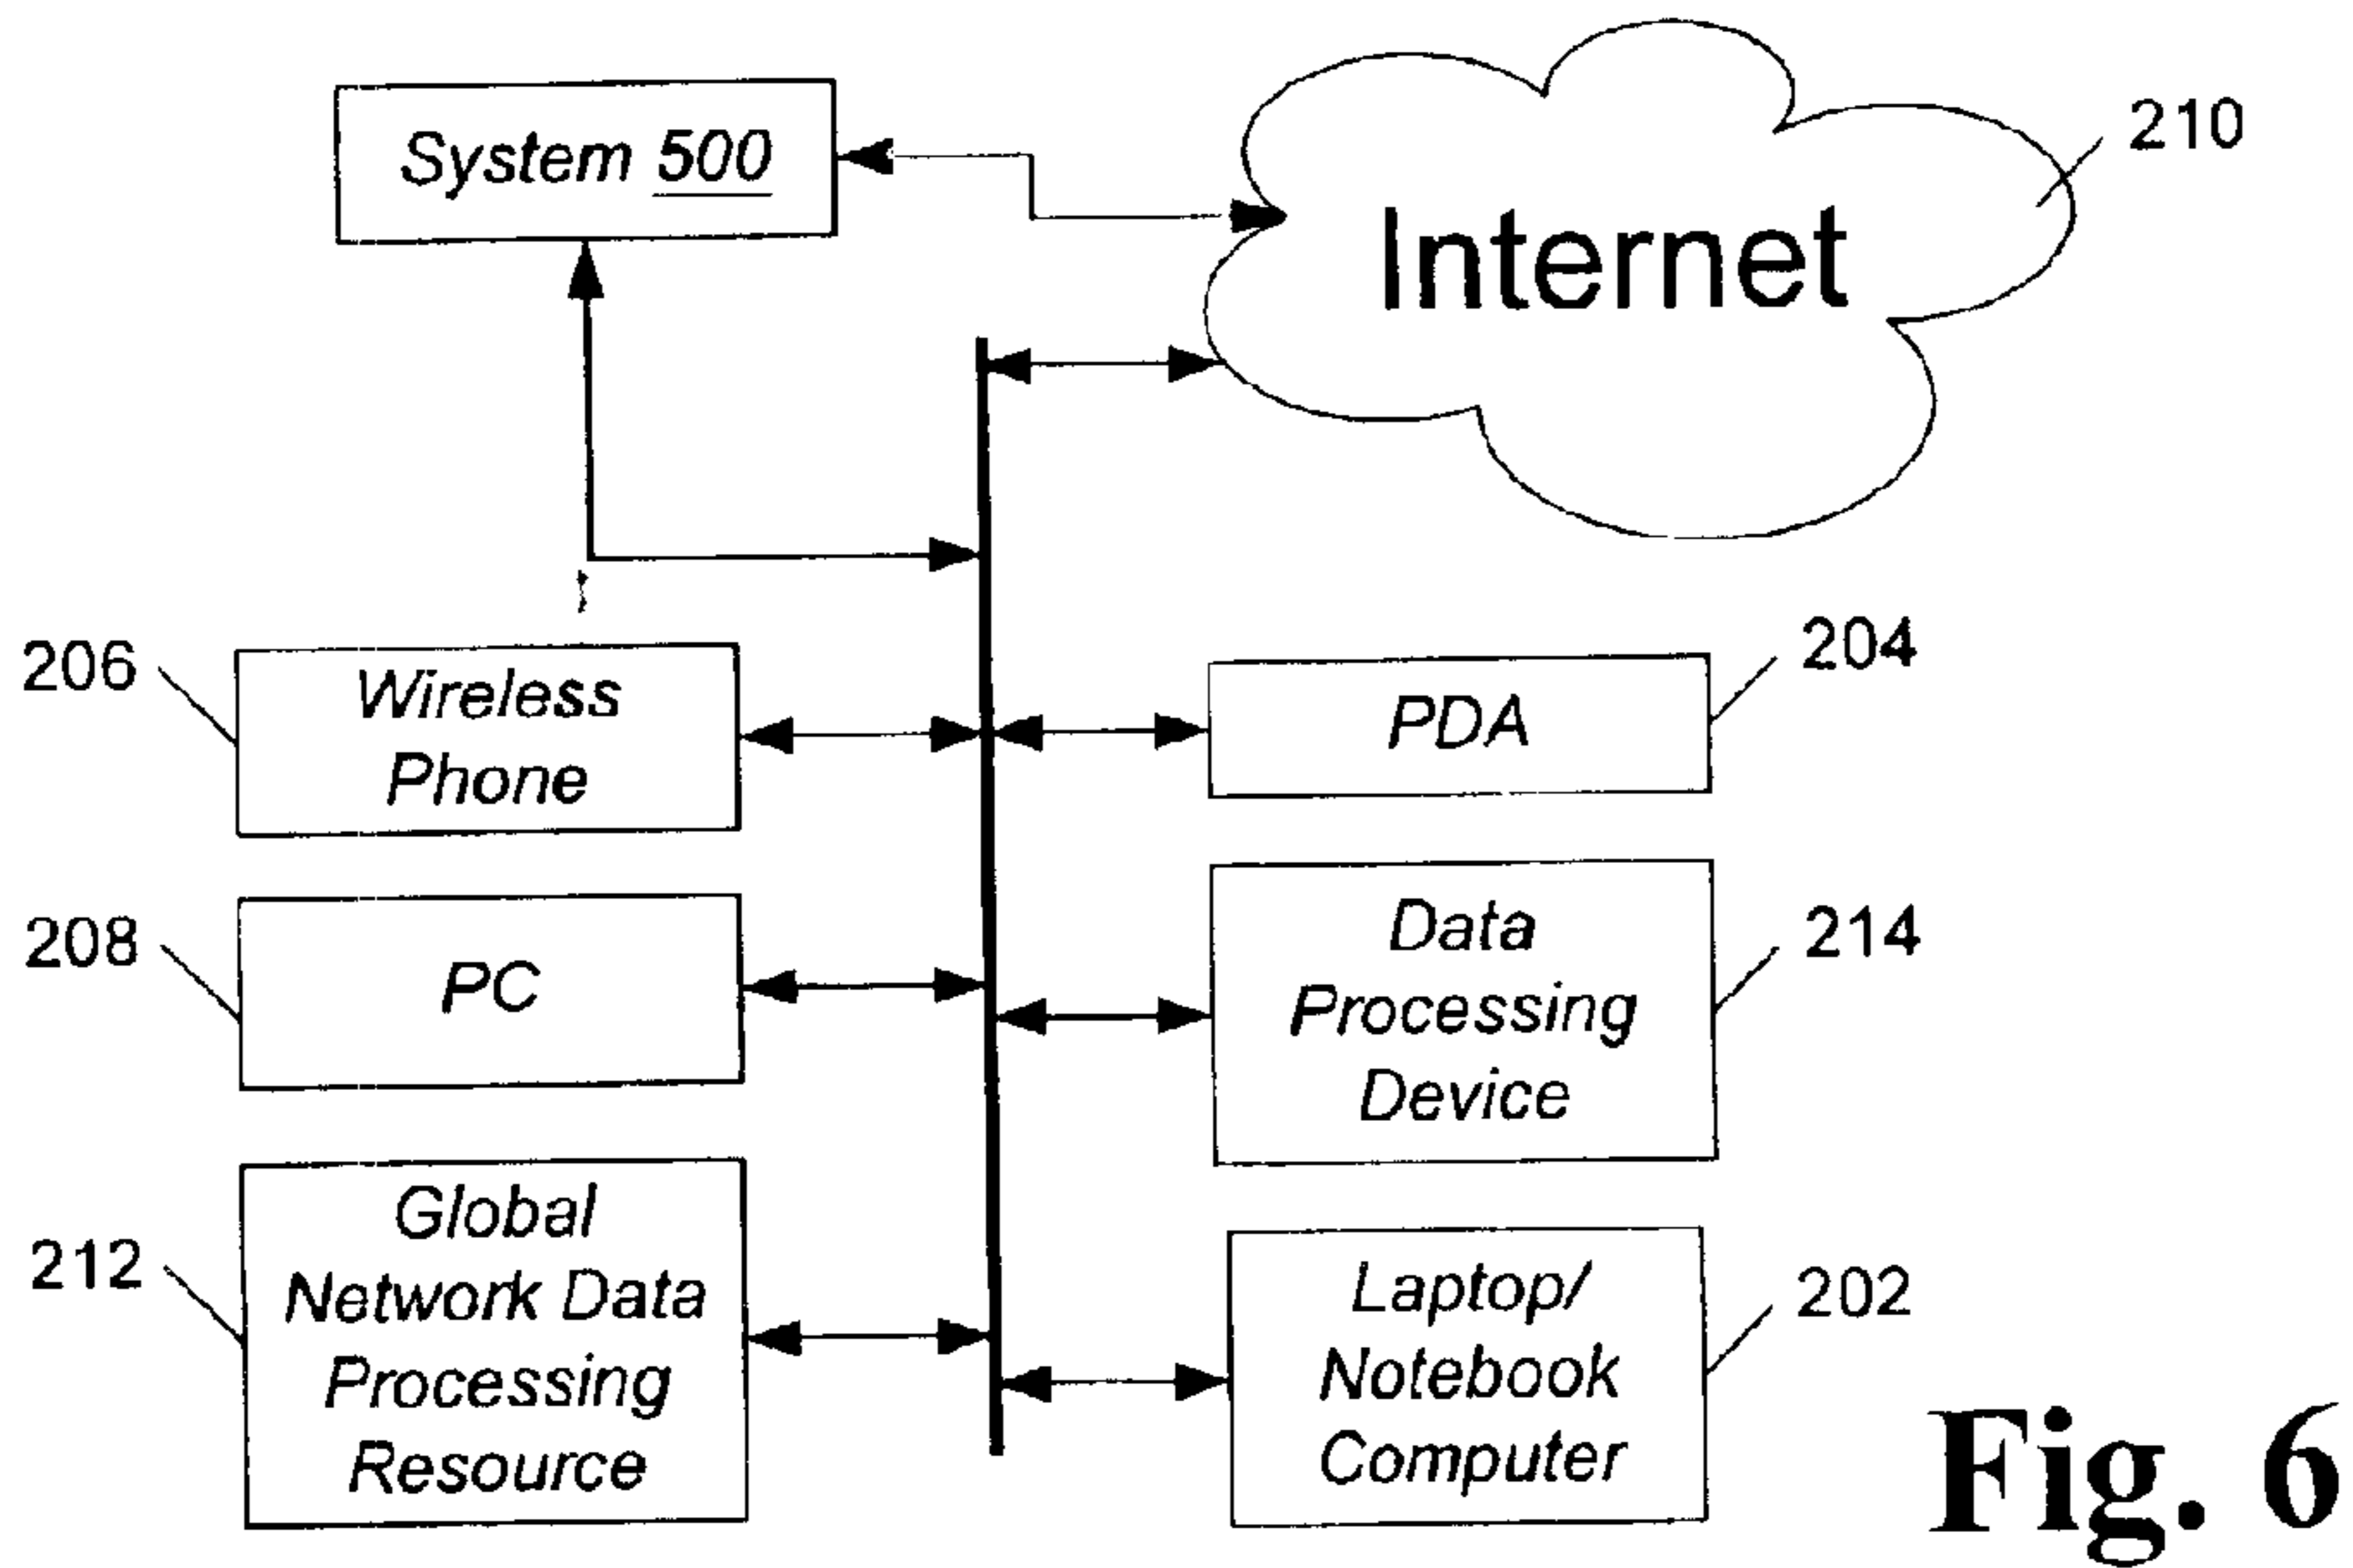 System 500
210
Internet
206
Wireless
Phone
204
PDA
208
PC
Data
Processing
Device
214
212
Global
Network Data
Processing
Resource
Laptop/
Notebook
Computer
202
Fig. 6